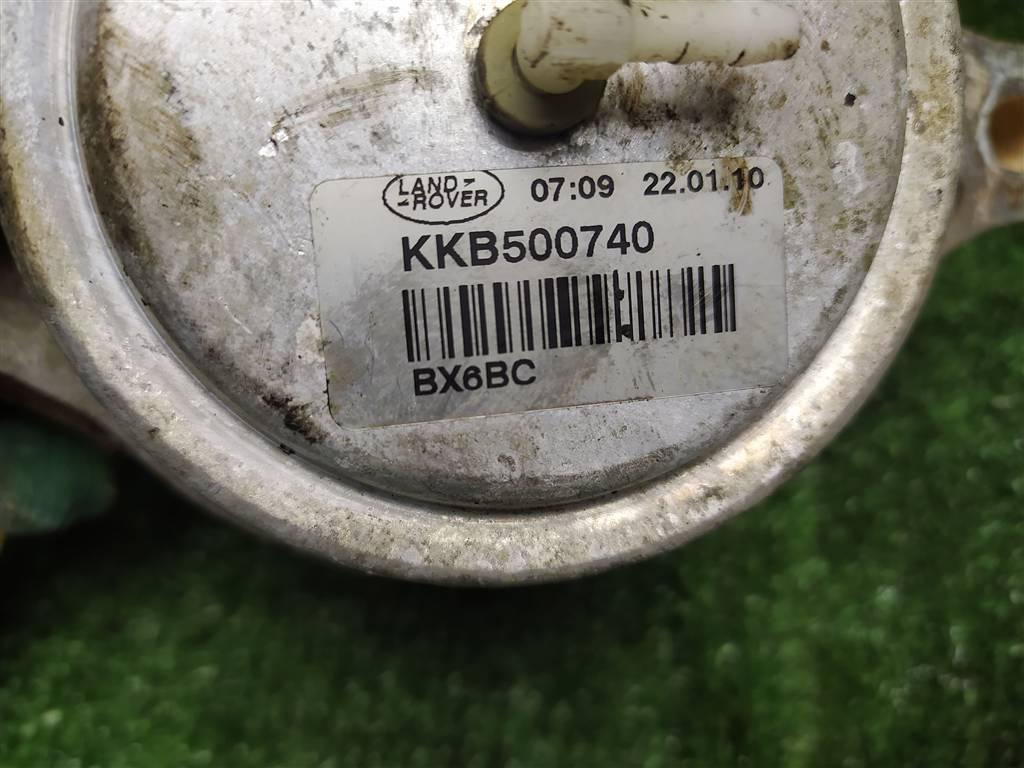 LAND-
-ROVER
07:09 22.01.10
KKB500740
BX6BC